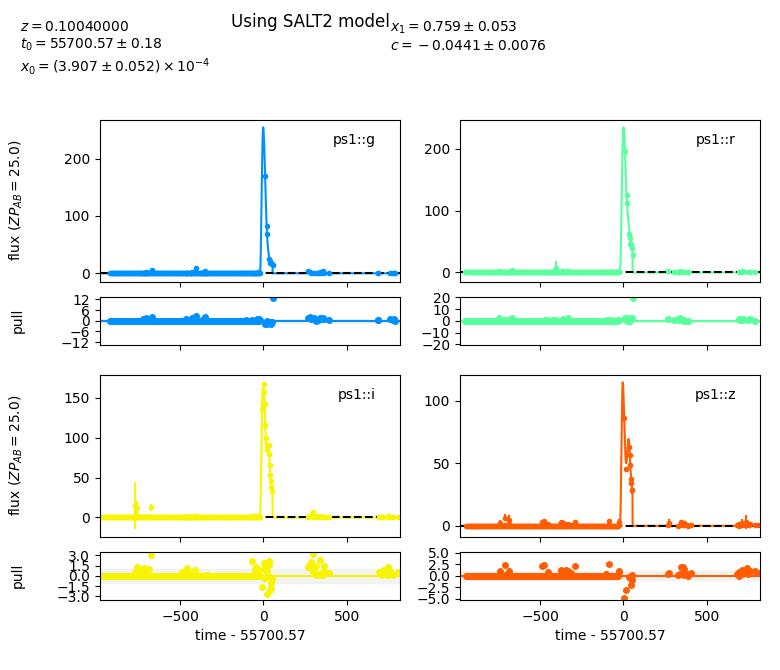 Using SALT2 model
z = 0.10040000
t₀ = 55700.57 ± 0.18
x₀ = (3.907 ± 0.052) × 10⁻⁴
x₁ = 0.759 ± 0.053
c = −0.0441 ± 0.0076
flux (ZP_AB = 25.0)
200
100
0
ps1::g
200
100
0
ps1::r
pull
12
6
0
−6
−12
20
10
0
−10
−20
flux (ZP_AB = 25.0)
150
100
50
0
ps1::i
100
50
0
ps1::z
pull
3.0
1.5
0.0
−1.5
−3.0
5.0
2.5
0.0
−2.5
−5.0
−500 0 500
−500 0 500
time - 55700.57
time - 55700.57